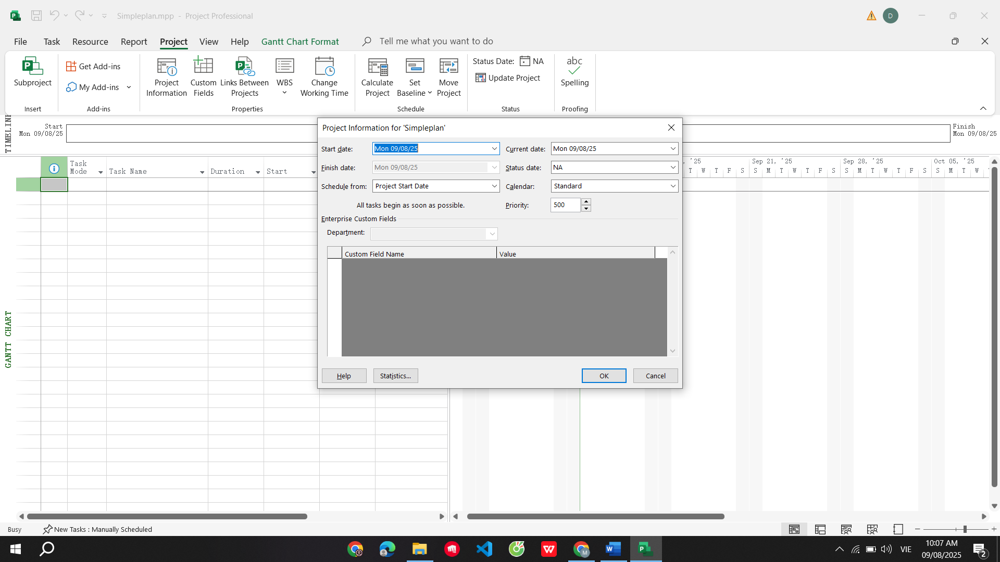 Simpleplan.mpp - Project Professional
D
File Task Resource Report Project View Help Gantt Chart Format Tell me what you want to do
Subproject
Insert
Get Add-ins
My Add-ins
Add-ins
Project Information
Custom Fields
Links Between Projects
WBS
Change Working Time
Properties
Calculate Project
Set Baseline
Move Project
Schedule
Status Date: NA
Update Project
Status
abc
Spelling
Proofing
TIMELINE
Start
Mon 09/08/25
Finish
Mon 09/08/25
Project Information for 'Simpleplan'
Start date: Mon 09/08/25 Current date: Mon 09/08/25
Finish date: Mon 09/08/25 Status date: NA
Schedule from: Project Start Date Calendar: Standard
All tasks begin as soon as possible. Priority: 500
Enterprise Custom Fields
Department:
Custom Field Name Value
Help Statistics... OK Cancel
Task Mode Task Name Duration Start
, '25 Sep 21, '25 Sep 28, '25 Oct 05, '25
T W T F S S M T W T F S S M T W T F S S M T W
GANTT CHART
Busy New Tasks : Manually Scheduled
VIE
10:07 AM
09/08/2025
2